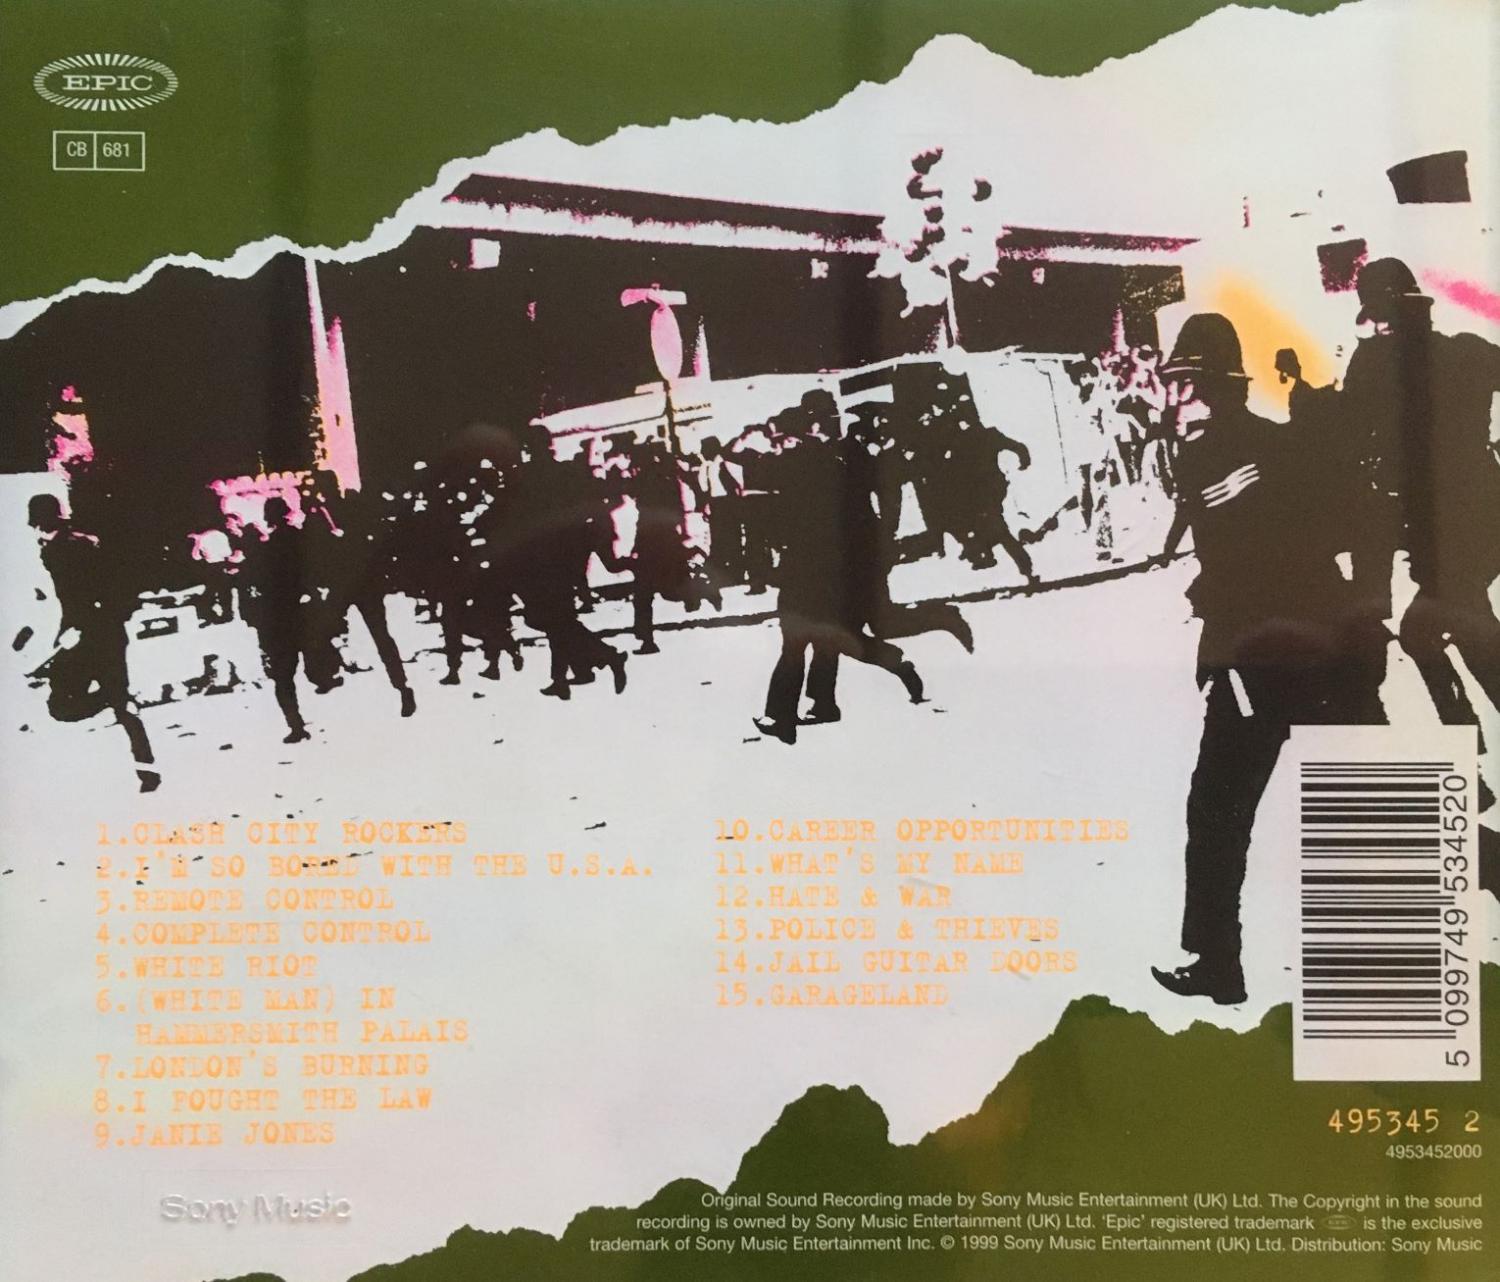 EPIC
CB 681
1.CLASH CITY ROCKERS
2.I'M SO BORED WITH THE U.S.A.
3.REMOTE CONTROL
4.COMPLETE CONTROL
5.WHITE RIOT
6.(WHITE MAN) IN
HAMMERSMITH PALAIS
7.LONDON'S BURNING
8.I FOUGHT THE LAW
9.JANIE JONES
10.CAREER OPPORTUNITIES
11.WHAT'S MY NAME
12.HATE & WAR
13.POLICE & THIEVES
14.JAIL GUITAR DOORS
15.GARAGELAND
5 099749 534520
495345 2
4953452000
Sony Music
Original Sound Recording made by Sony Music Entertainment (UK) Ltd. The Copyright in the sound
recording is owned by Sony Music Entertainment (UK) Ltd. 'Epic' registered trademark EPIC is the exclusive
trademark of Sony Music Entertainment Inc. © 1999 Sony Music Entertainment (UK) Ltd. Distribution: Sony Music